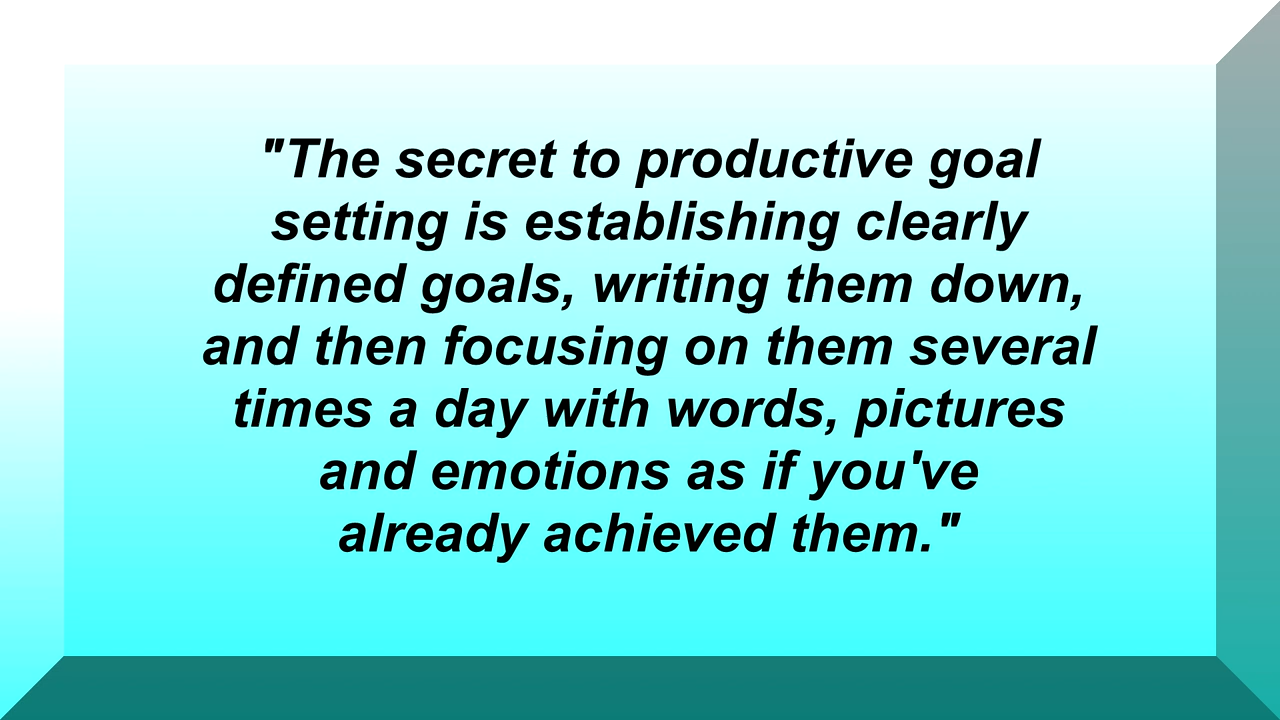 "The secret to productive goal
setting is establishing clearly
defined goals, writing them down,
and then focusing on them several
times a day with words, pictures
and emotions as if you've
already achieved them."